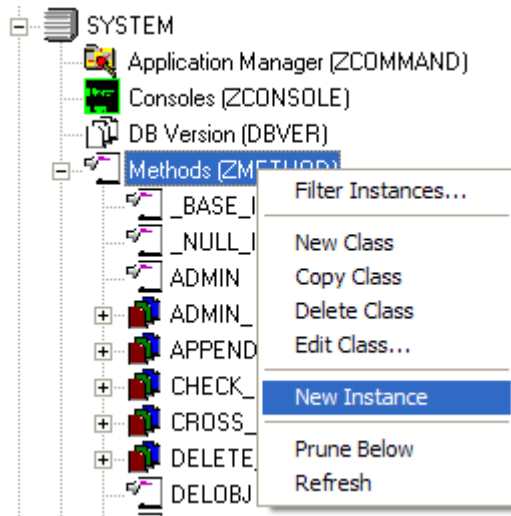 SYSTEM
Application Manager (ZCOMMAND)
Consoles (ZCONSOLE)
DB Version (DBVER)
Methods (ZMETHOD)
_BASE_I
_NULL_I
ADMIN
ADMIN_
APPEND
CHECK_
CROSS_
DELETE_
DELOBJ
Filter Instances...
New Class
Copy Class
Delete Class
Edit Class...
New Instance
Prune Below
Refresh